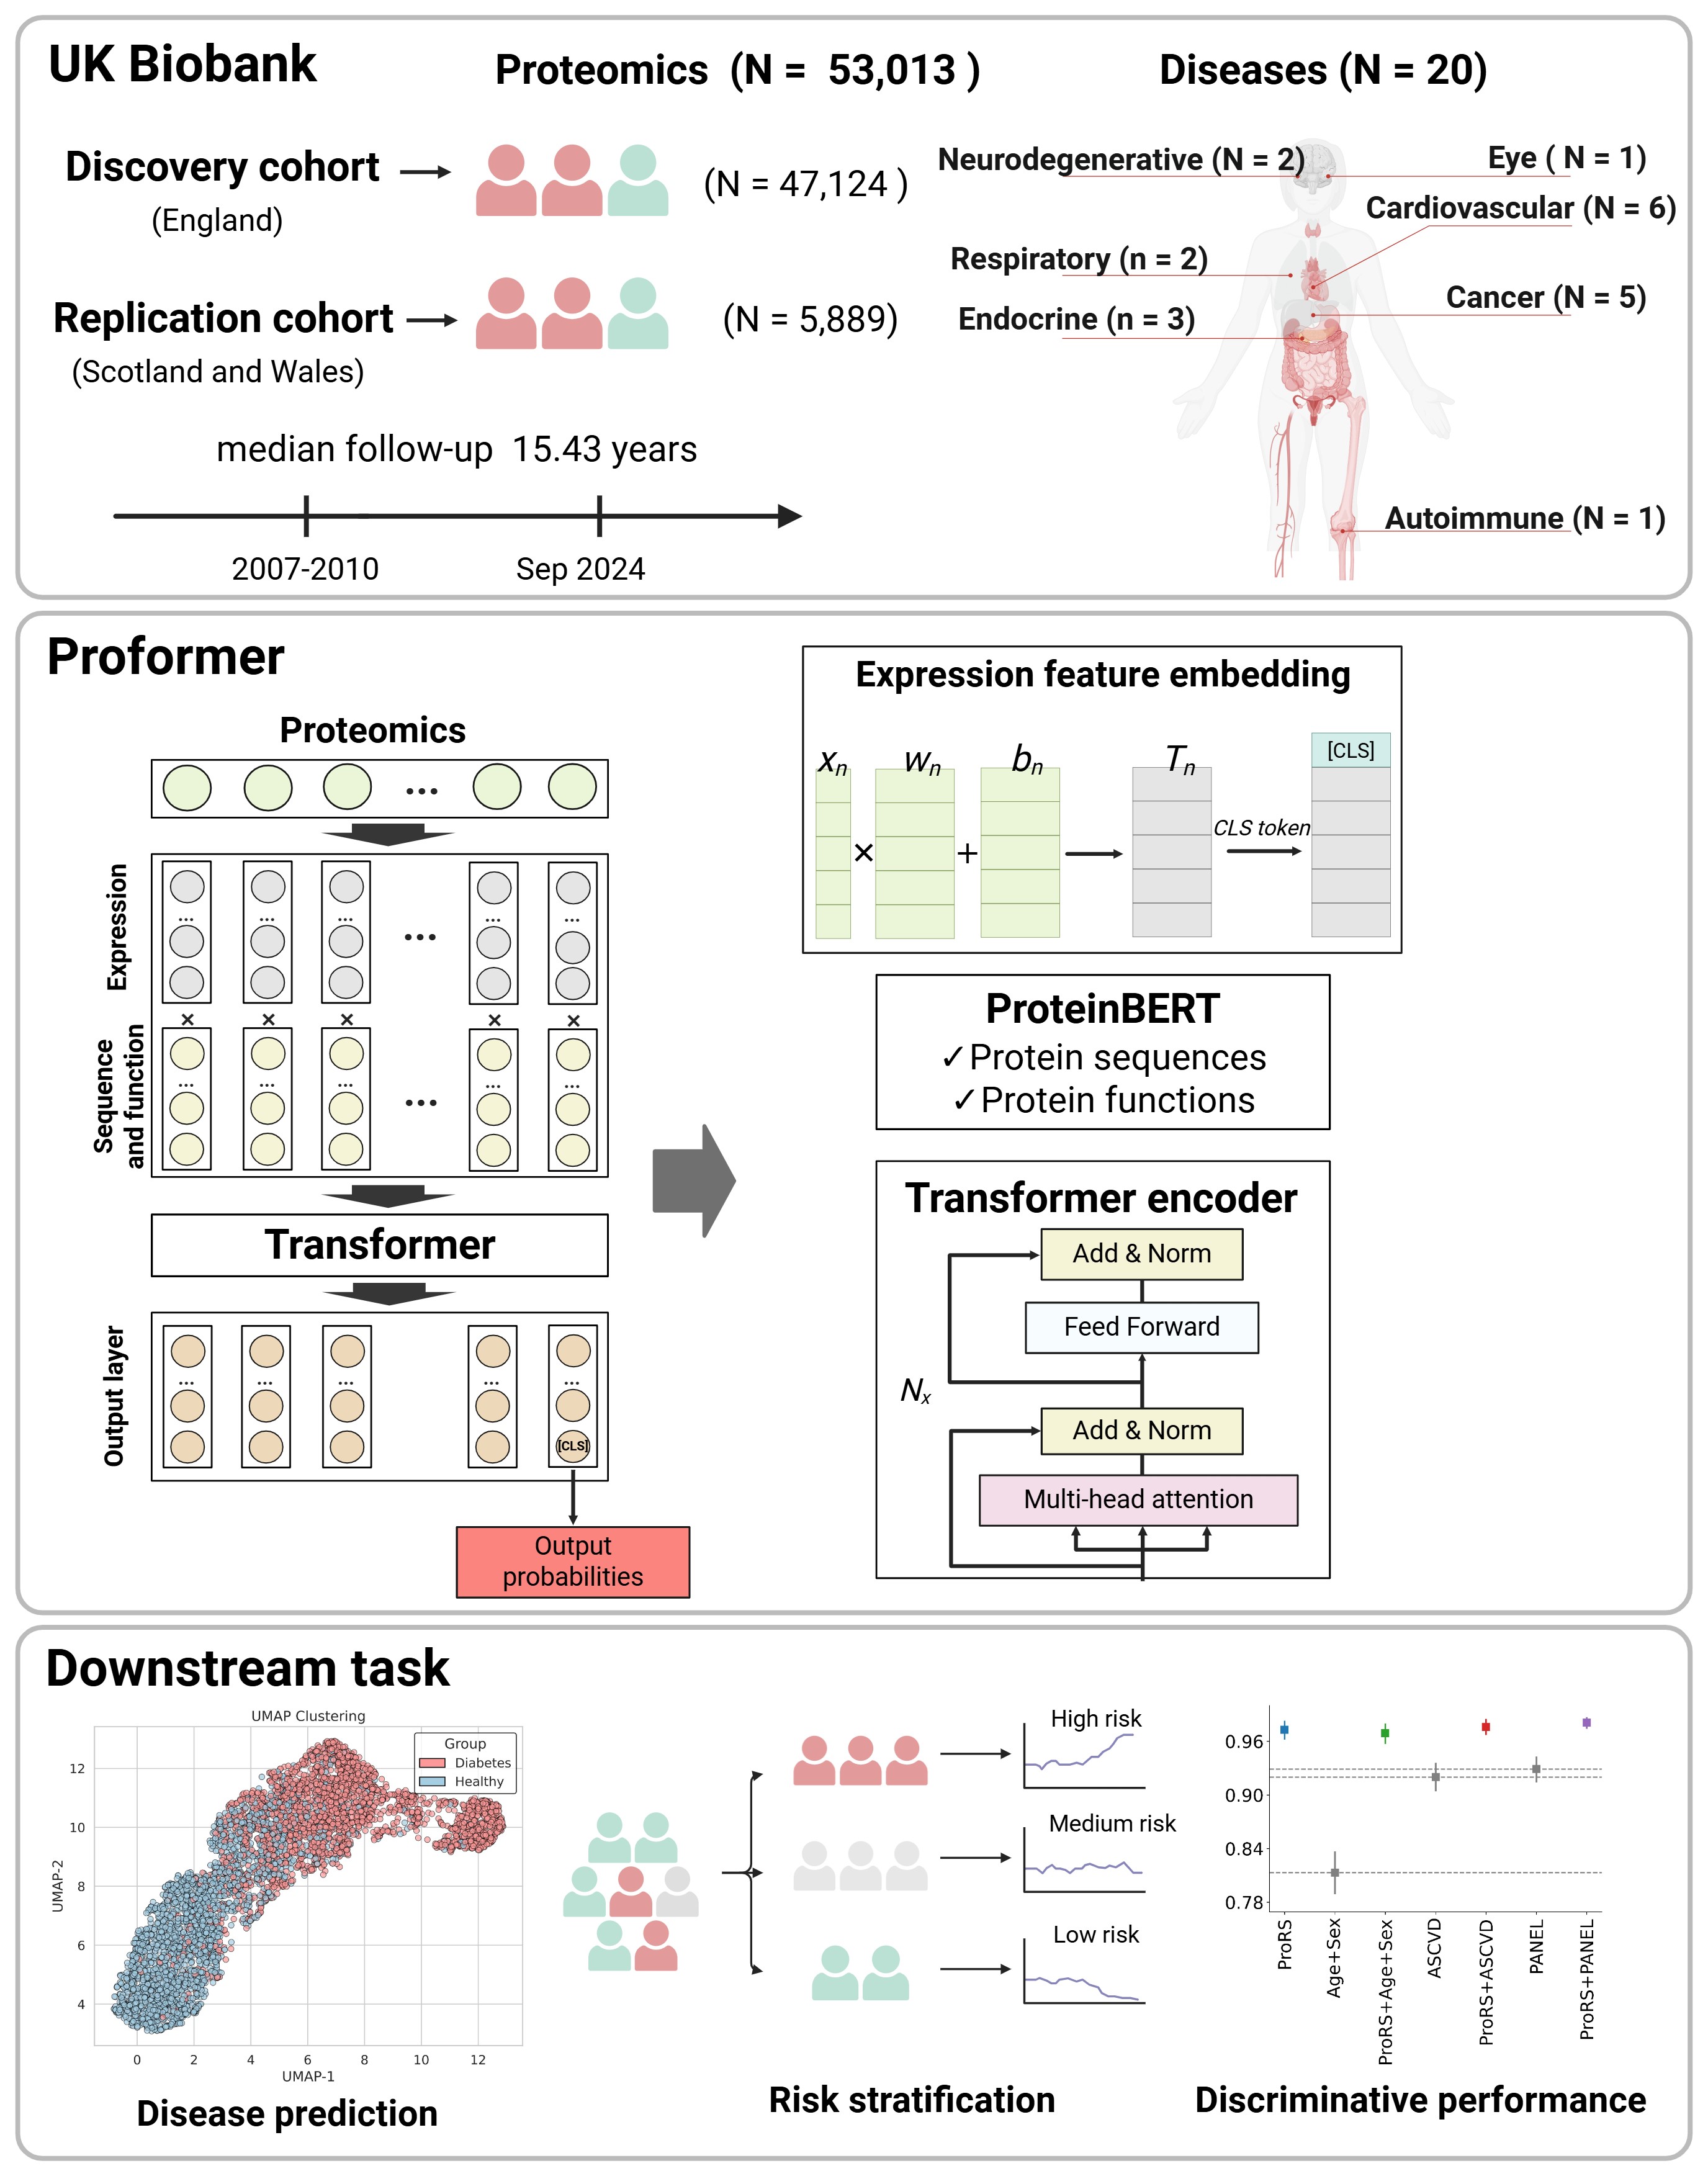 UK Biobank
Proteomics (N = 53,013 )
Diseases (N = 20)
Discovery cohort
(England)
(N = 47,124 )
Replication cohort
(Scotland and Wales)
(N = 5,889)
median follow-up 15.43 years
2007-2010
Sep 2024
Neurodegenerative (N = 2)
Eye ( N = 1)
Cardiovascular (N = 6)
Respiratory (n = 2)
Cancer (N = 5)
Endocrine (n = 3)
Autoimmune (N = 1)
Proformer
Proteomics
...
Expression
...
...
...
...
...
...
×
×
×
×
×
Sequence
and function
...
...
...
...
...
...
Transformer
Output layer
...
...
...
...
...
[CLS]
Output
probabilities
Expression feature embedding
xn
wn
bn
Tn
[CLS]
×
+
CLS token
ProteinBERT
✓Protein sequences
✓Protein functions
Transformer encoder
Add & Norm
Feed Forward
Nx
Add & Norm
Multi-head attention
Downstream task
UMAP Clustering
Group
Diabetes
Healthy
12
10
8
6
4
UMAP-2
0
2
4
6
8
10
12
UMAP-1
Disease prediction
High risk
Medium risk
Low risk
Risk stratification
0.96
0.90
0.84
0.78
ProRS
Age+Sex
ProRS+Age+Sex
ASCVD
ProRS+ASCVD
PANEL
ProRS+PANEL
Discriminative performance